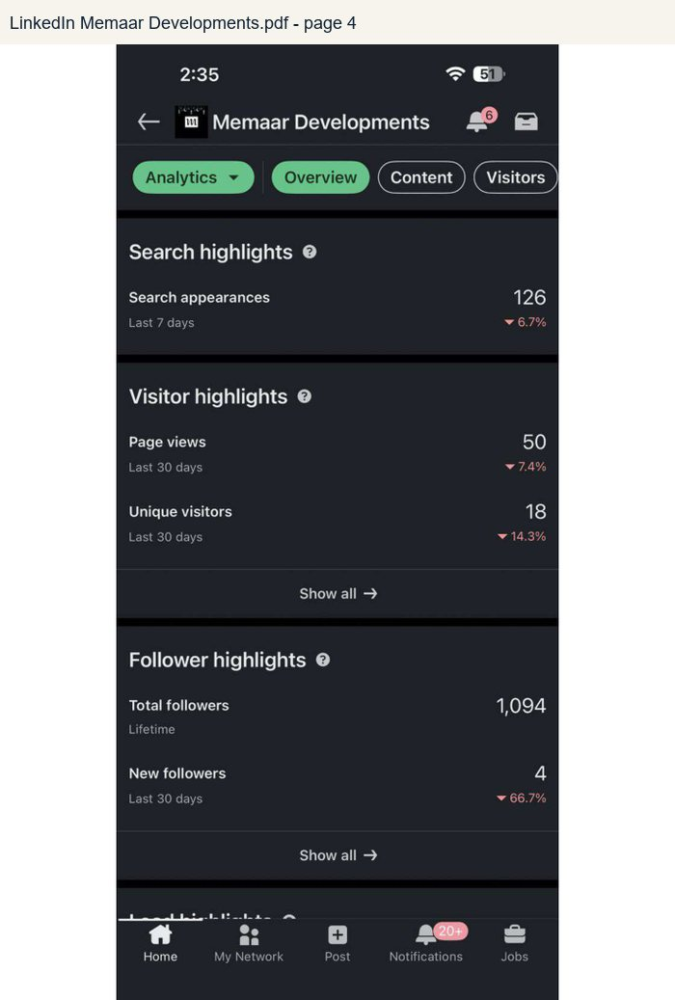 LinkedIn Memaar Developments.pdf - page 4
2:35
51
m
Memaar Developments
6
Analytics
Overview
Content
Visitors
Search highlights ?
Search appearances
126
Last 7 days
6.7%
Visitor highlights ?
Page views
50
Last 30 days
7.4%
Unique visitors
18
Last 30 days
14.3%
Show all →
Follower highlights ?
Total followers
1,094
Lifetime
New followers
4
Last 30 days
66.7%
Show all →
Lead highlights
20+
Home
My Network
Post
Notifications
Jobs